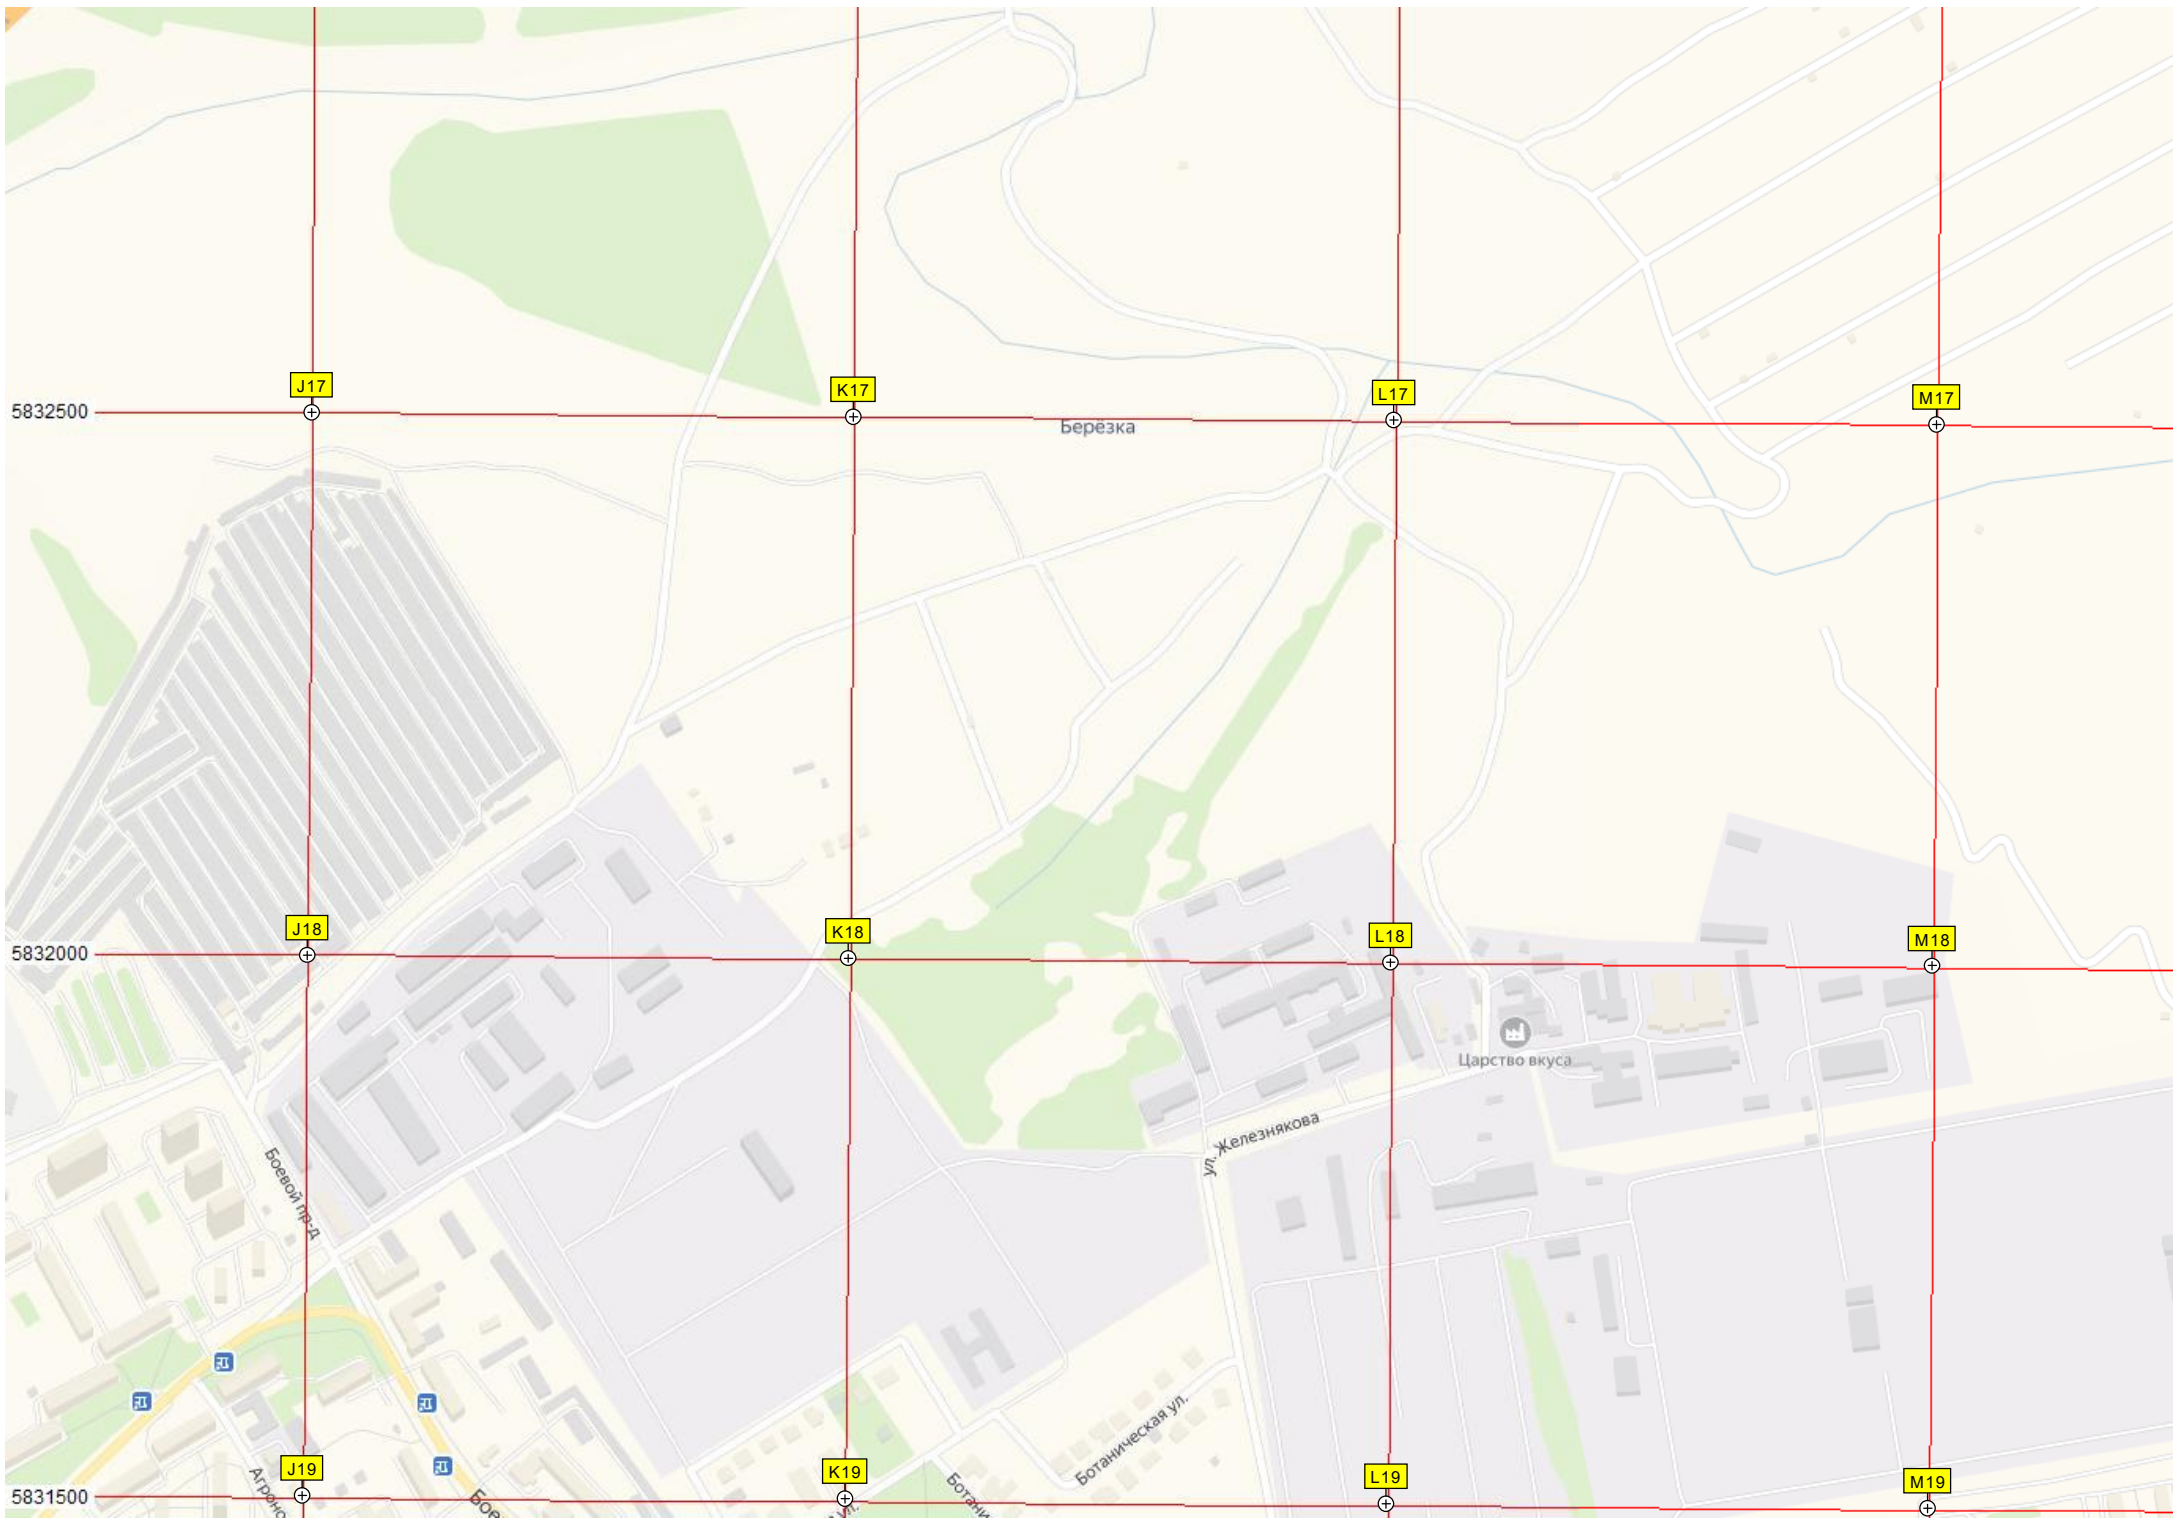 J17
K17
L17
M17
5832500
Берёзка
J18
K18
L18
M18
5832000
Царство вкуса
ул. Железнякова
Боевой пр-д
Ботаническая ул.
J19
K19
L19
M19
5831500